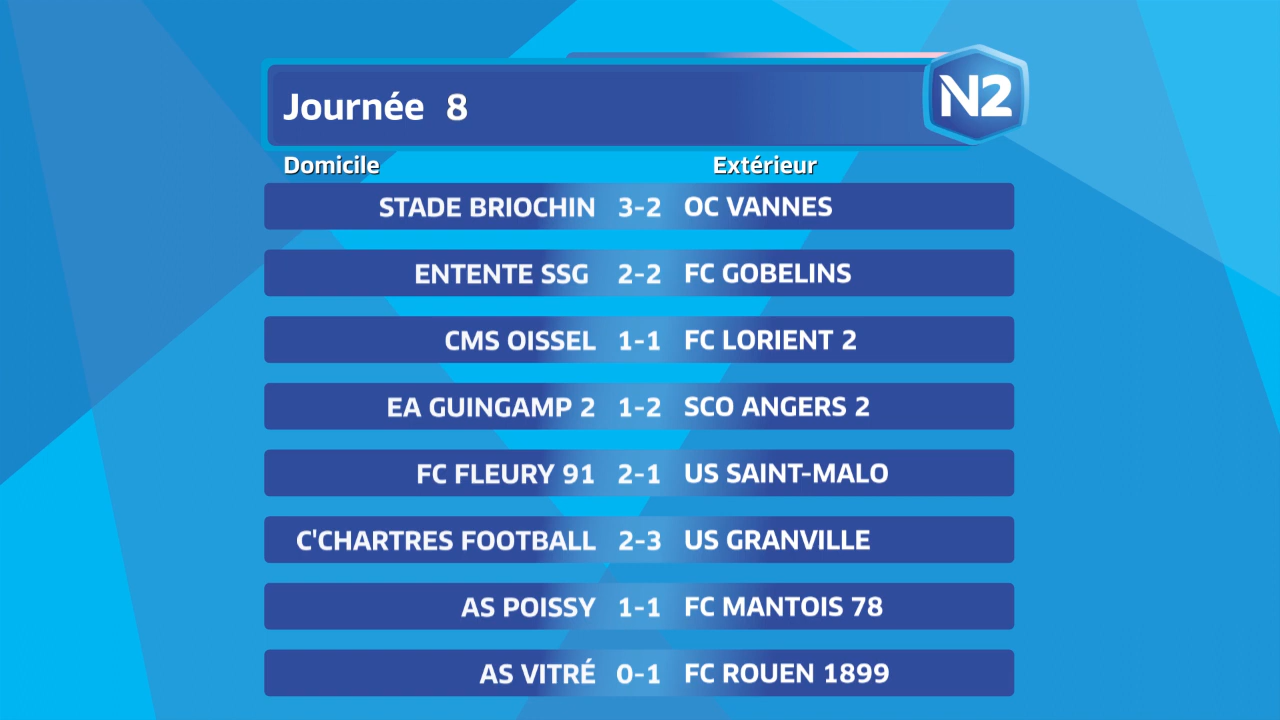 Journée 8
N2
Domicile Extérieur
STADE BRIOCHIN 3-2 OC VANNES
ENTENTE SSG 2-2 FC GOBELINS
CMS OISSEL 1-1 FC LORIENT 2
EA GUINGAMP 2 1-2 SCO ANGERS 2
FC FLEURY 91 2-1 US SAINT-MALO
C'CHARTRES FOOTBALL 2-3 US GRANVILLE
AS POISSY 1-1 FC MANTOIS 78
AS VITRÉ 0-1 FC ROUEN 1899